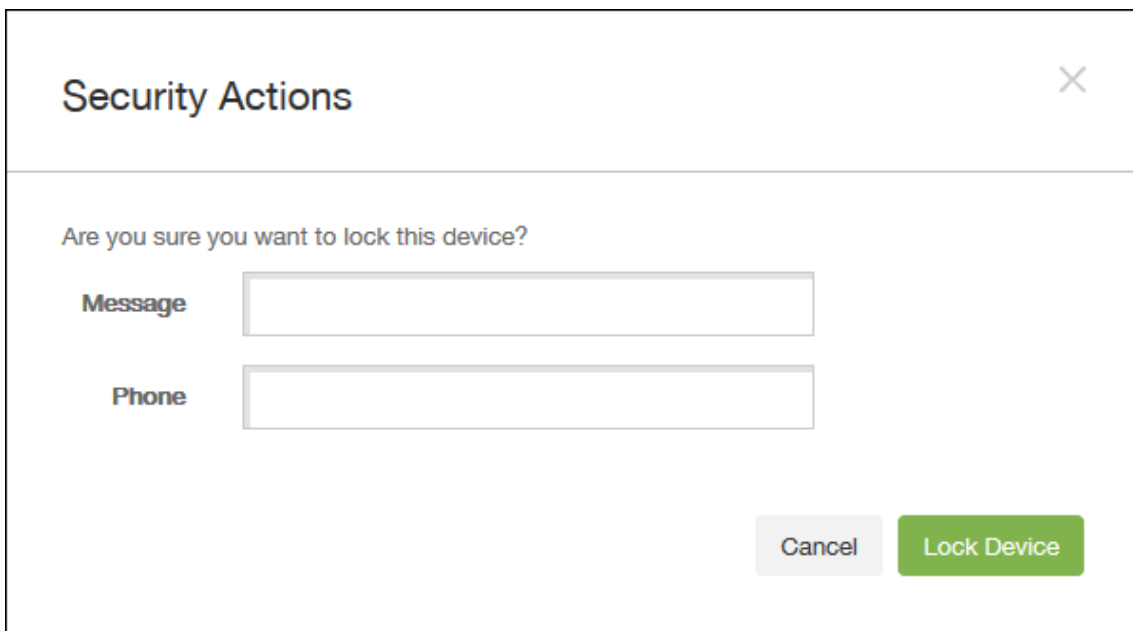 Security Actions
Are you sure you want to lock this device?
Message
Phone
Cancel
Lock Device